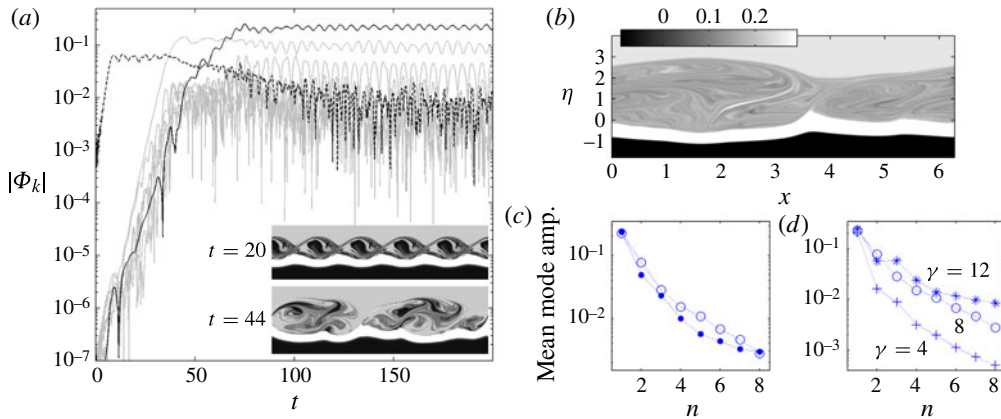 (a)
10⁻¹
10⁻²
10⁻³
|Φₖ|
10⁻⁴
10⁻⁵
10⁻⁶
10⁻⁷
t = 20
t = 44
0 50 100 150
t
(b)
0 0.1 0.2
3
2
η 1
0
−1
0 1 2 3 4 5 6
x
(c)
Mean mode amp.
10⁻¹
10⁻²
2 4 6 8
n
(d)
10⁻¹
10⁻²
10⁻³
γ = 12
8
γ = 4
2 4 6 8
n